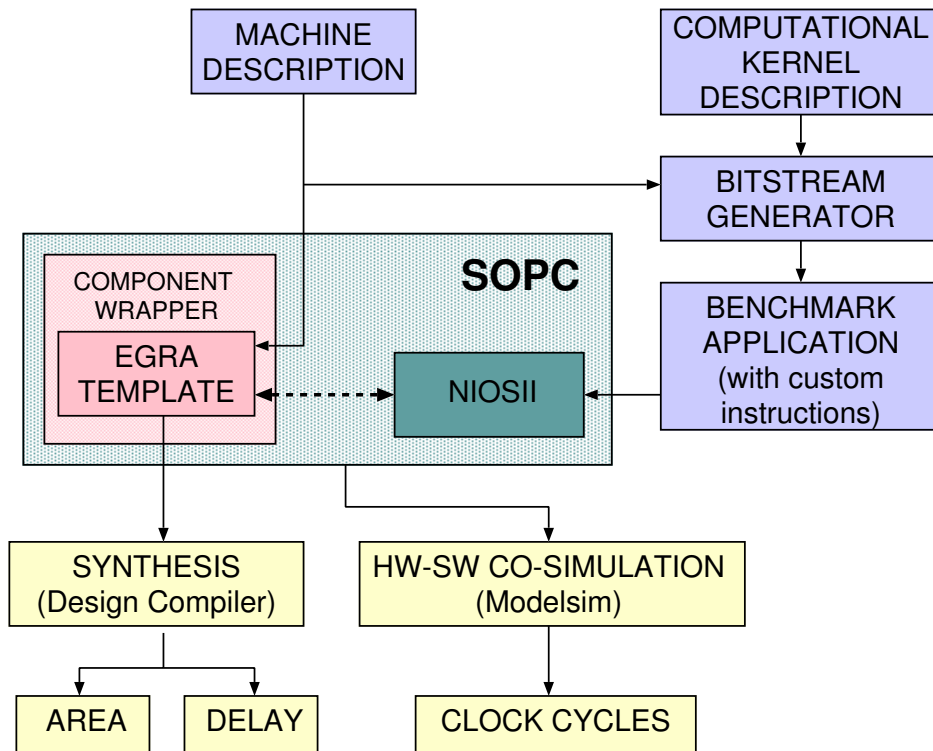 MACHINE
DESCRIPTION
COMPUTATIONAL
KERNEL
DESCRIPTION
BITSTREAM
GENERATOR
SOPC
COMPONENT
WRAPPER
EGRA
TEMPLATE
NIOSII
BENCHMARK
APPLICATION
(with custom
instructions)
SYNTHESIS
(Design Compiler)
HW-SW CO-SIMULATION
(Modelsim)
AREA
DELAY
CLOCK CYCLES